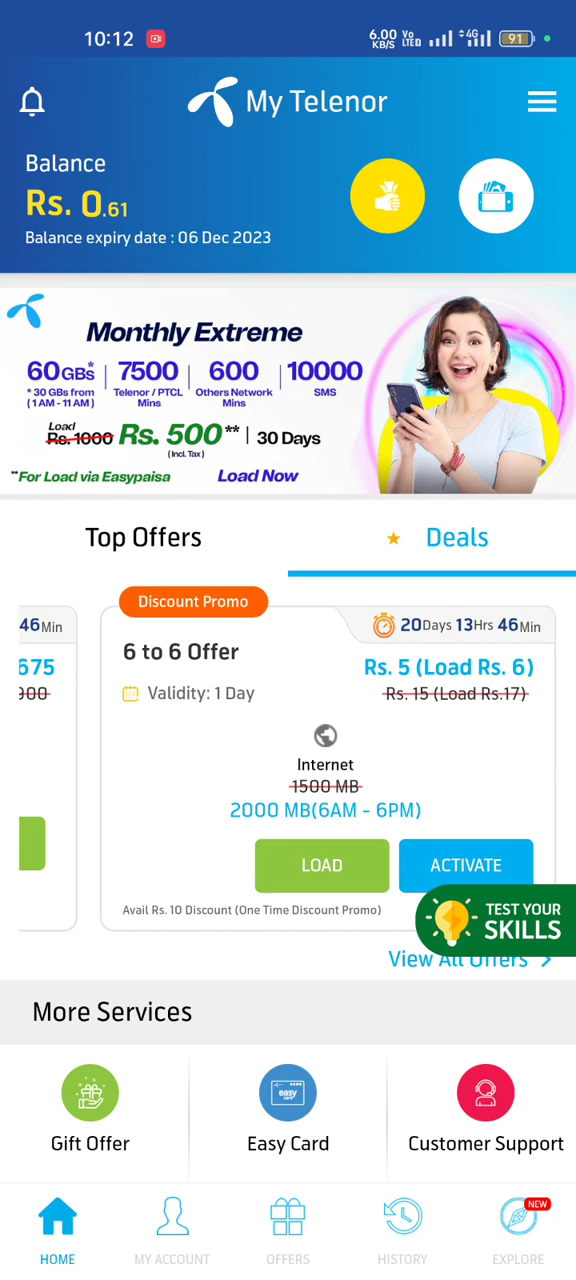 10:12
6.00 KB/S
Vo LTED
4G
91
My Telenor
Balance
Rs. 0.61
Balance expiry date : 06 Dec 2023
Monthly Extreme
60GBs* | 7500 | 600 | 10000
* 30 GBs from (1 AM - 11 AM)
Telenor / PTCL Mins
Others Network Mins
SMS
Load Rs. 1000 Rs. 500** | 30 Days
(Incl. Tax)
**For Load via Easypaisa
Load Now
Top Offers
Deals
Discount Promo
46Min
20Days 13Hrs 46Min
6 to 6 Offer
675
Rs. 5 (Load Rs. 6)
Validity: 1 Day
Rs. 15 (Load Rs.17)
Internet
1500 MB
2000 MB(6AM - 6PM)
LOAD
ACTIVATE
Avail Rs. 10 Discount (One Time Discount Promo)
TEST YOUR
SKILLS
View All Offers
More Services
Gift Offer
easy card
Easy Card
Customer Support
NEW
HOME
MY ACCOUNT
OFFERS
HISTORY
EXPLORE